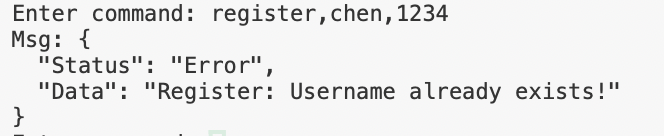 Enter command: register,chen,1234
Msg: {
  "Status": "Error",
  "Data": "Register: Username already exists!"
}